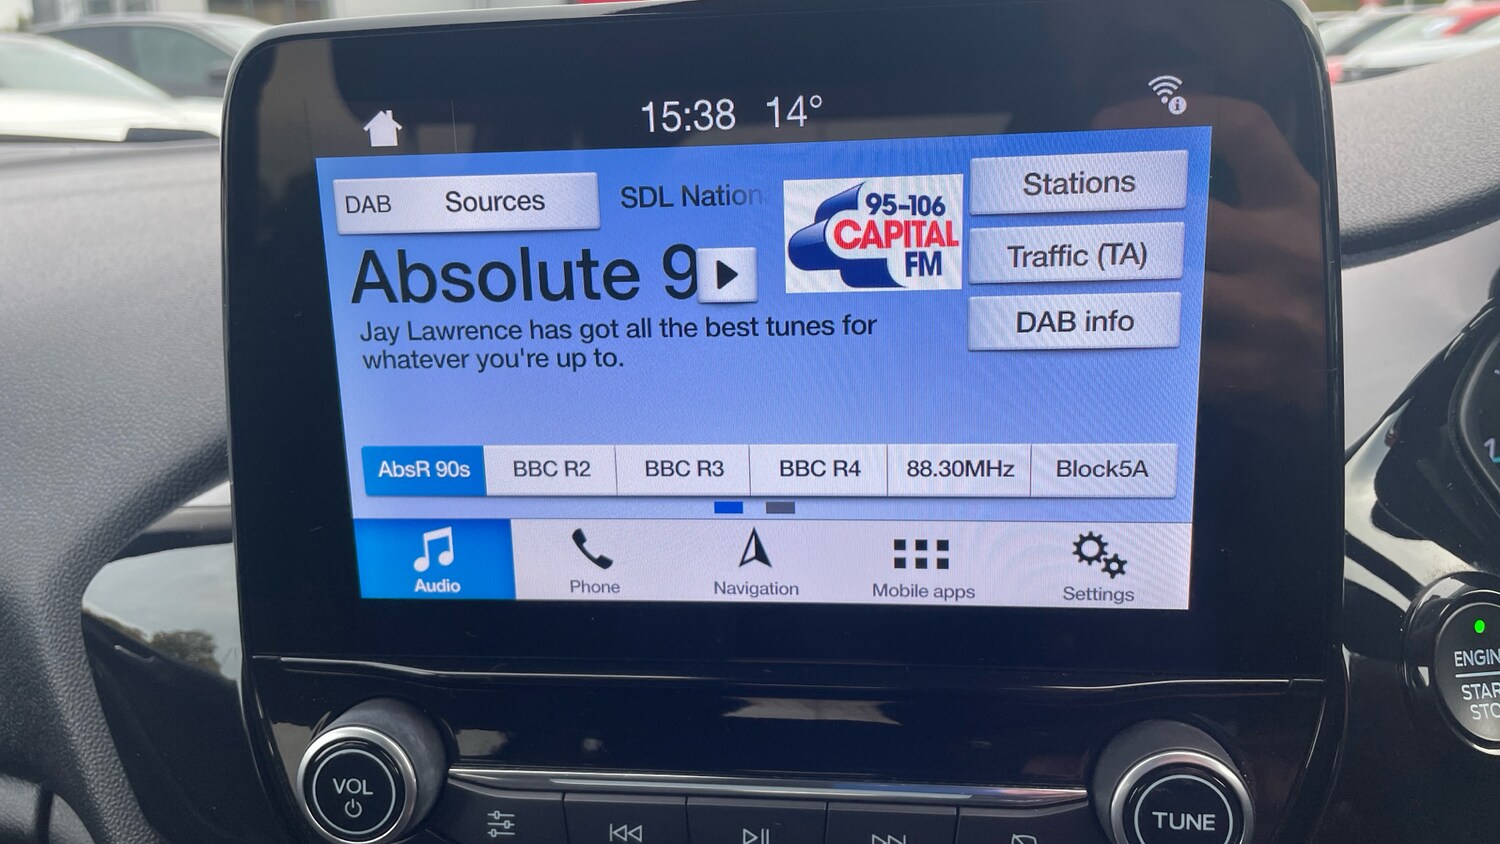 15:38 14°
DAB Sources
SDL Nation
95-106
CAPITAL
FM
Stations
Absolute 9
Traffic (TA)
Jay Lawrence has got all the best tunes for
whatever you're up to.
DAB info
AbsR 90s BBC R2 BBC R3 BBC R4 88.30MHz Block5A
Audio Phone Navigation Mobile apps Settings
ENGIN
STAR
STO
VOL
TUNE